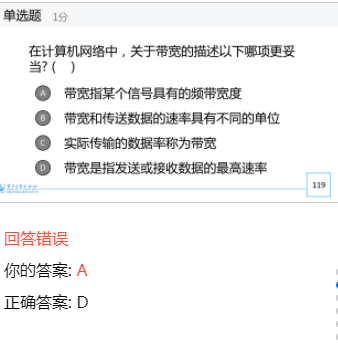 单选题 1分
在计算机网络中，关于带宽的描述以下哪项更妥
当? ( )
A 带宽指某个信号具有的频带宽度
B 带宽和传送数据的速率具有不同的单位
C 实际传输的数据率称为带宽
D 带宽是指发送或接收数据的最高速率
119
回答错误
你的答案: A
正确答案: D